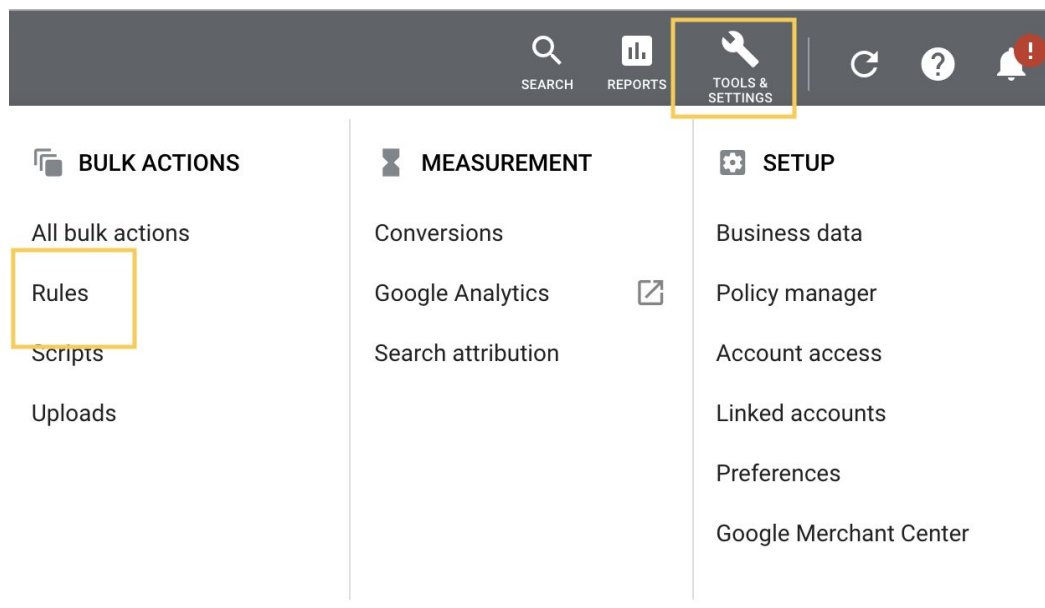 SEARCH
REPORTS
TOOLS &
SETTINGS
!
BULK ACTIONS
All bulk actions
Rules
Scripts
Uploads
MEASUREMENT
Conversions
Google Analytics
Search attribution
SETUP
Business data
Policy manager
Account access
Linked accounts
Preferences
Google Merchant Center